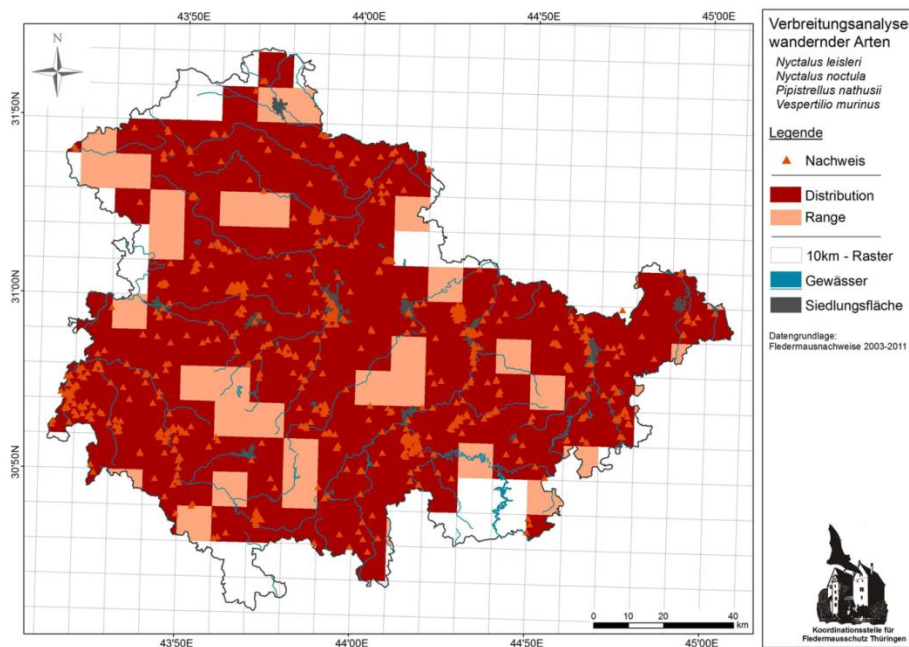 43'50E
44'00E
44'50E
45'00E
N
31'50N
31'00N
30'50N
43'50E
44'00E
44'50E
45'00E
0 10 20 40
km
Verbreitungsanalyse
wandernder Arten
Nyctalus leisleri
Nyctalus noctula
Pipistrellus nathusii
Vespertilio murinus
Legende
Nachweis
Distribution
Range
10km - Raster
Gewässer
Siedlungsfläche
Datengrundlage:
Fledermausnachweise 2003-2011
Koordinationsstelle für
Fledermausschutz Thüringen